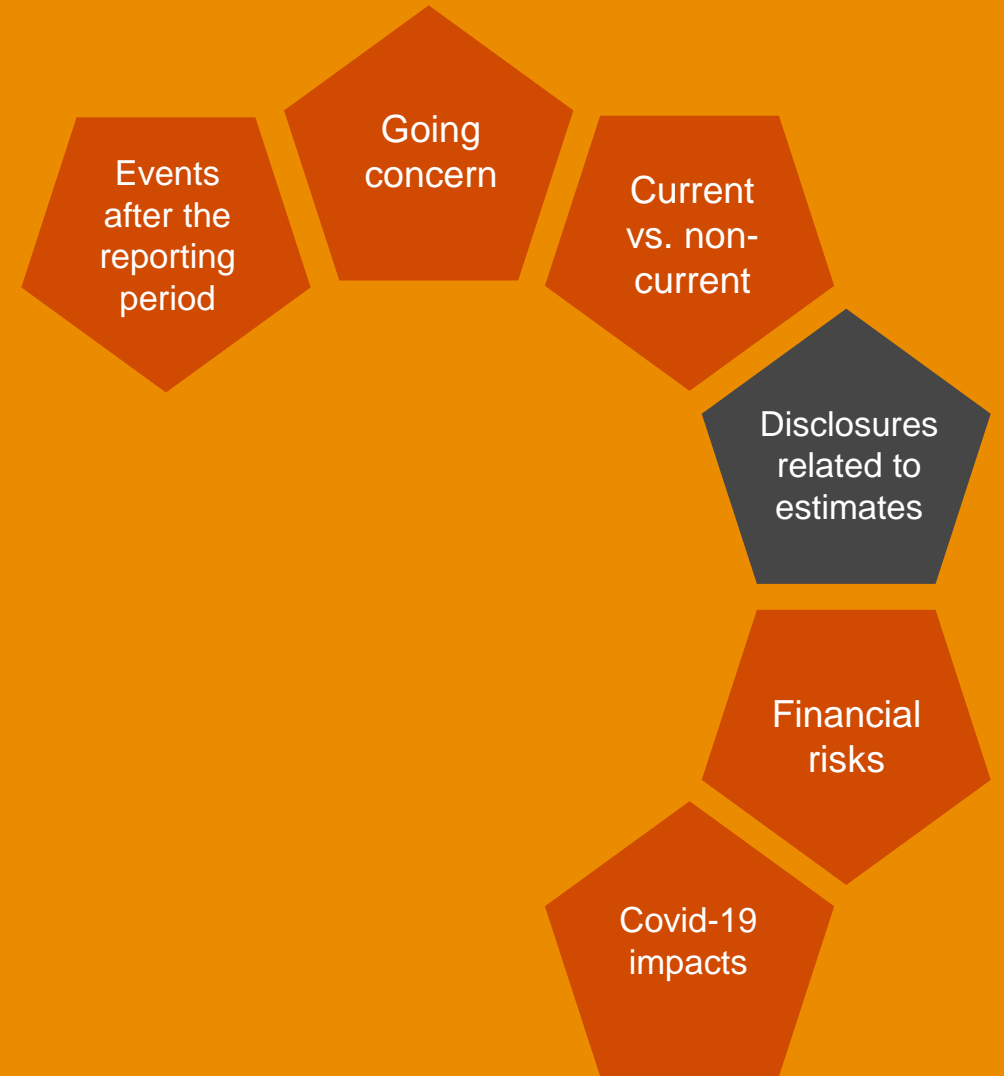 Events
after the
reporting
period
Going
concern
Current
vs. non-
current
Disclosures
related to
estimates
Financial
risks
Covid-19
impacts